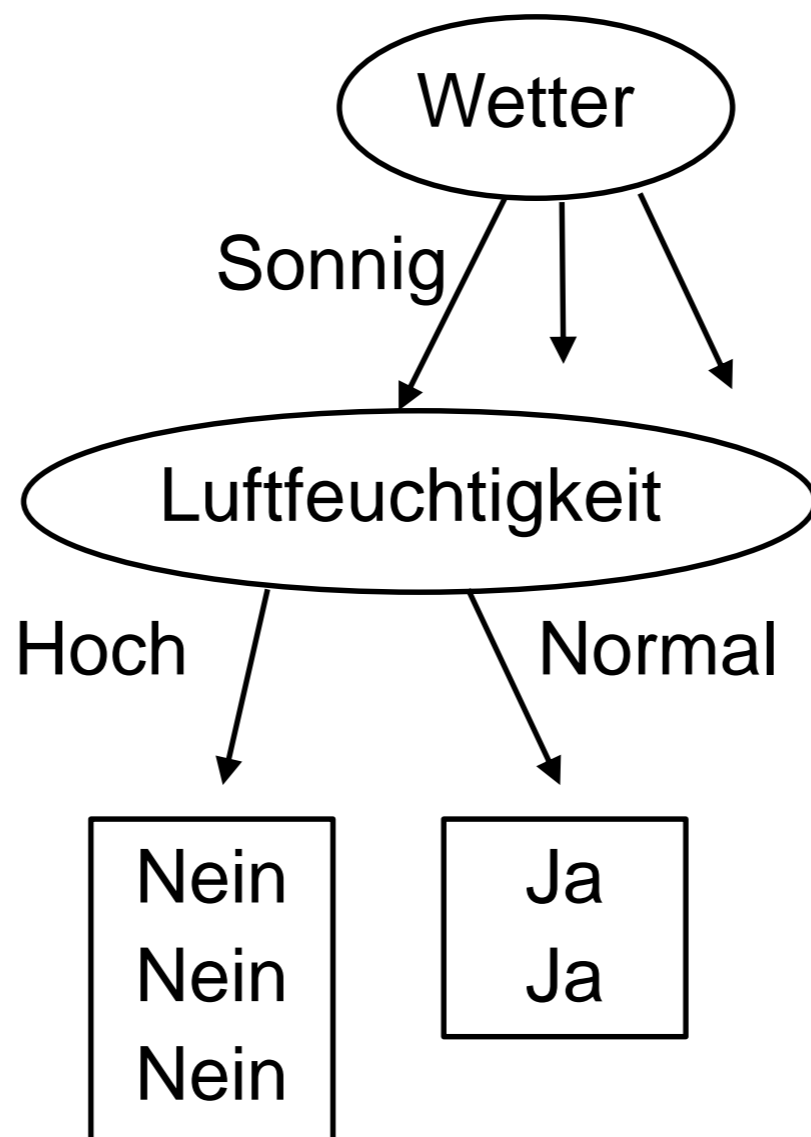 Wetter
Sonnig
Luftfeuchtigkeit
Hoch
Normal
Nein
Nein
Nein
Ja
Ja